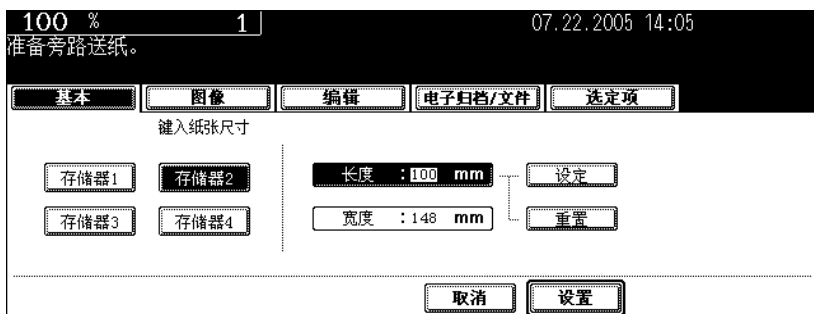 100 % 1 07.22.2005 14:05
准备旁路送纸。
基本 图像 编辑 电子归档/文件 选定项
键入纸张尺寸
存储器1 存储器2 长度 :100 mm 设定
存储器3 存储器4 宽度 :148 mm 重置
取消 设置